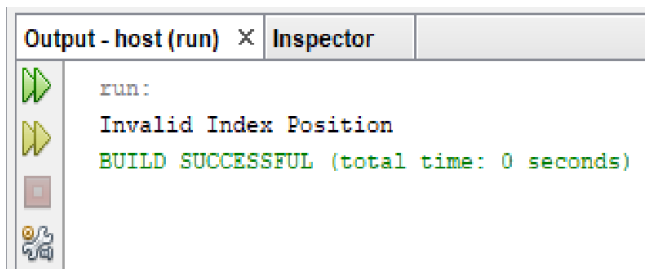 Output - host (run) × Inspector
run:
Invalid Index Position
BUILD SUCCESSFUL (total time: 0 seconds)